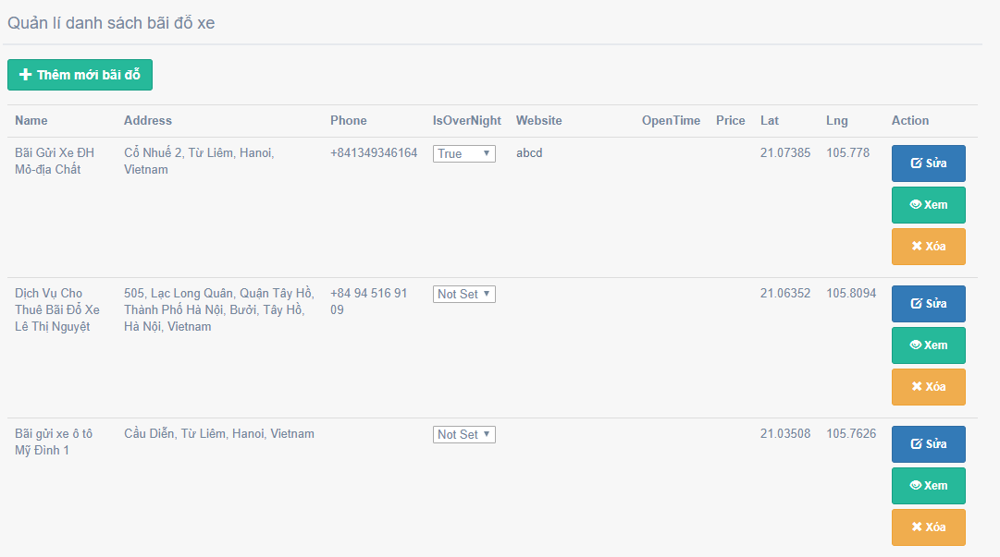 Quản lí danh sách bãi đỗ xe
Thêm mới bãi đỗ
Name Address Phone IsOverNight Website OpenTime Price Lat Lng Action
Bãi Gửi Xe ĐH Cổ Nhuế 2, Từ Liêm, Hanoi, +841349346164 True abcd 21.07385 105.778 Sửa
Mỏ-địa Chất Vietnam
Xem
Xóa
Dịch Vụ Cho 505, Lạc Long Quân, Quận Tây Hồ, +84 94 516 91 Not Set 21.06352 105.8094 Sửa
Thuê Bãi Đỗ Xe Thành Phố Hà Nội, Bưởi, Tây Hồ, 09
Lê Thị Nguyệt Hà Nội, Vietnam
Xem
Xóa
Bãi gửi xe ô tô Cầu Diễn, Từ Liêm, Hanoi, Vietnam Not Set 21.03508 105.7626 Sửa
Mỹ Đình 1
Xem
Xóa